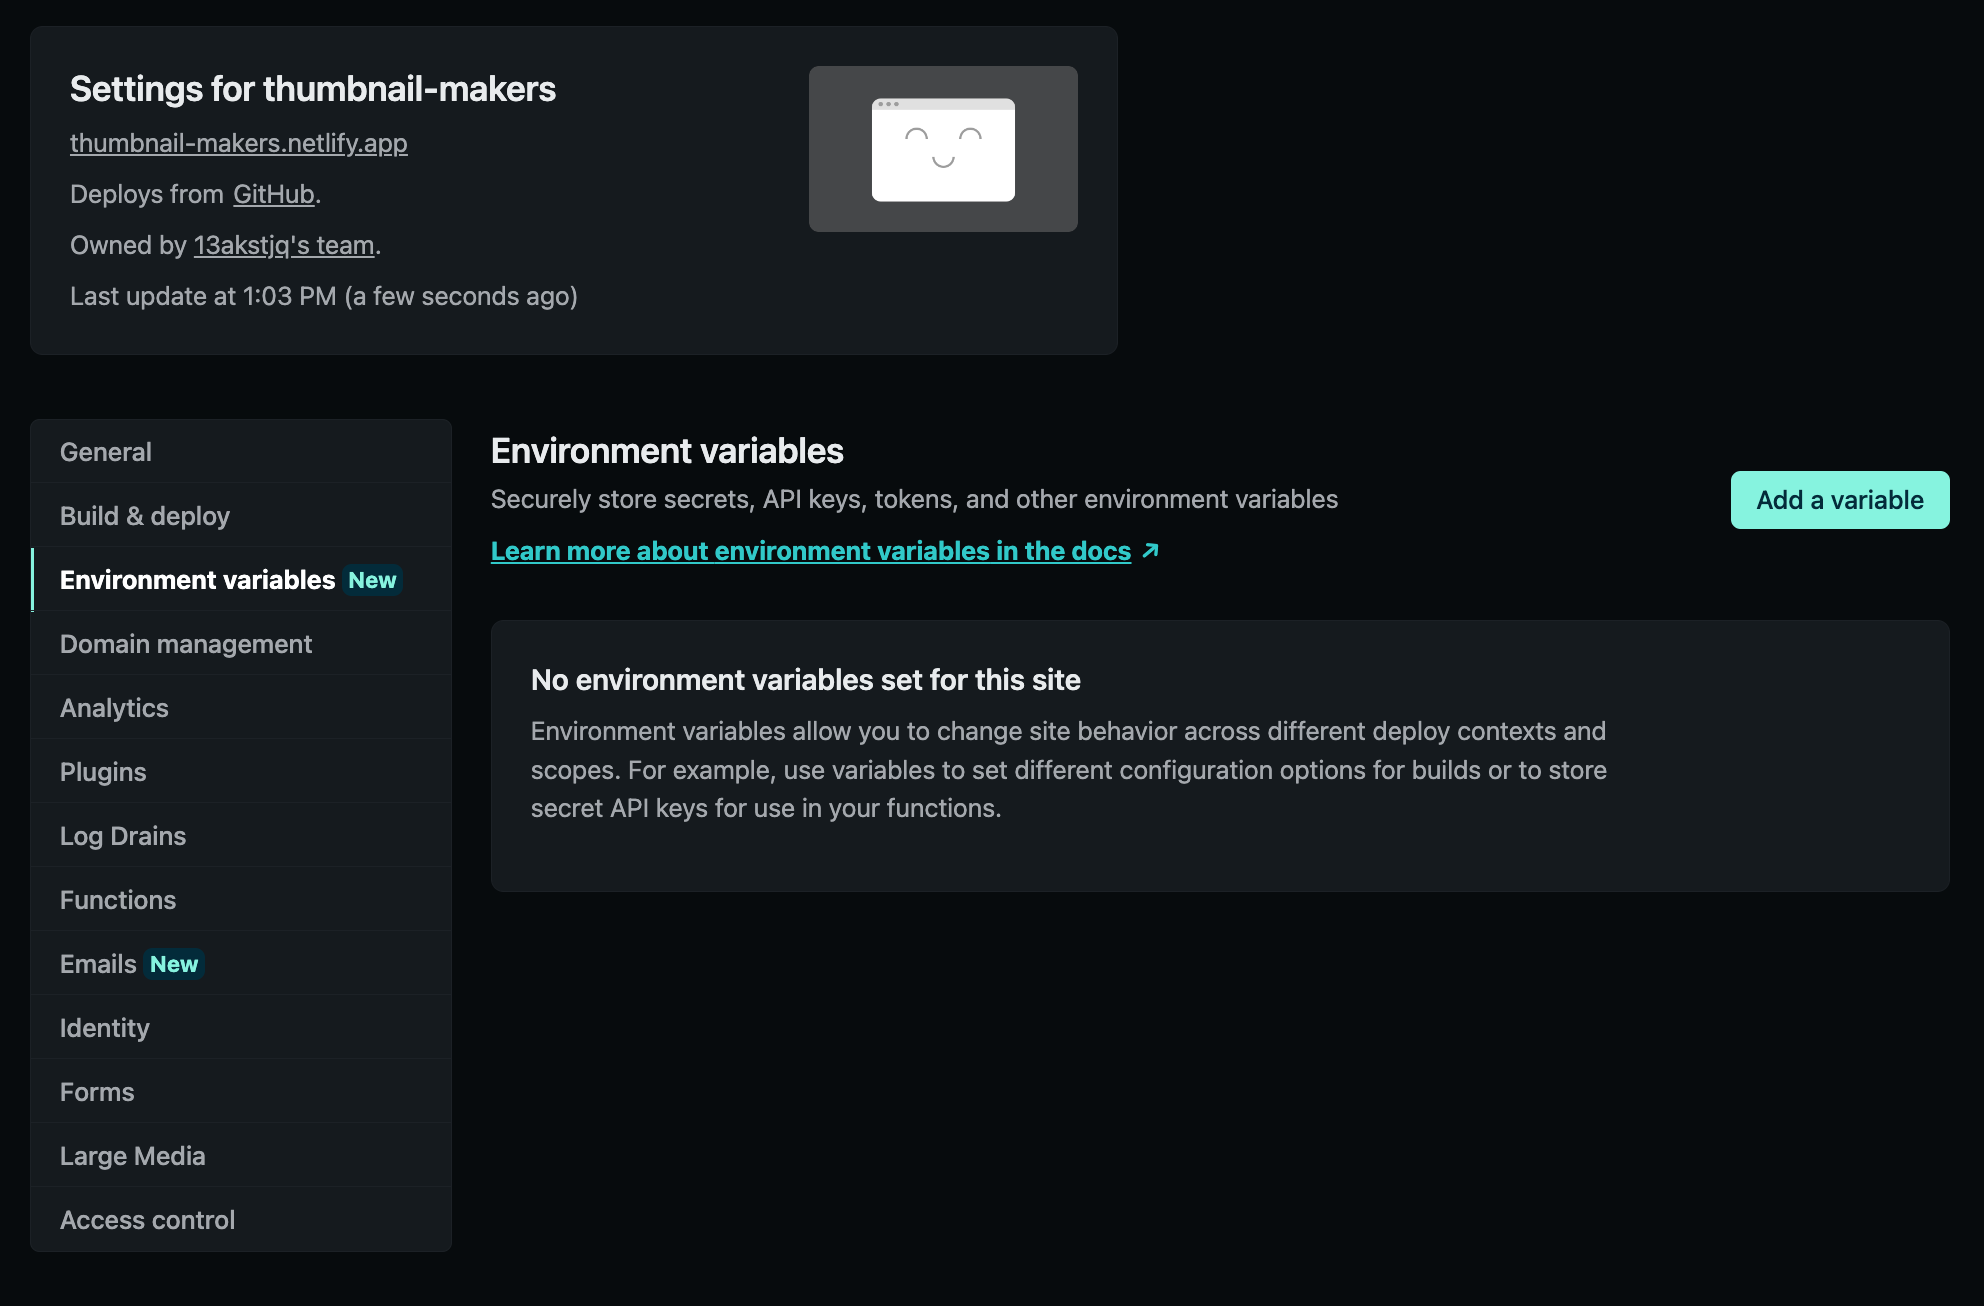 Settings for thumbnail-makers
thumbnail-makers.netlify.app
Deploys from GitHub.
Owned by 13akstjq's team.
Last update at 1:03 PM (a few seconds ago)
General
Build & deploy
Environment variables New
Domain management
Analytics
Plugins
Log Drains
Functions
Emails New
Identity
Forms
Large Media
Access control
Environment variables
Securely store secrets, API keys, tokens, and other environment variables
Learn more about environment variables in the docs ↗
Add a variable
No environment variables set for this site
Environment variables allow you to change site behavior across different deploy contexts and
scopes. For example, use variables to set different configuration options for builds or to store
secret API keys for use in your functions.